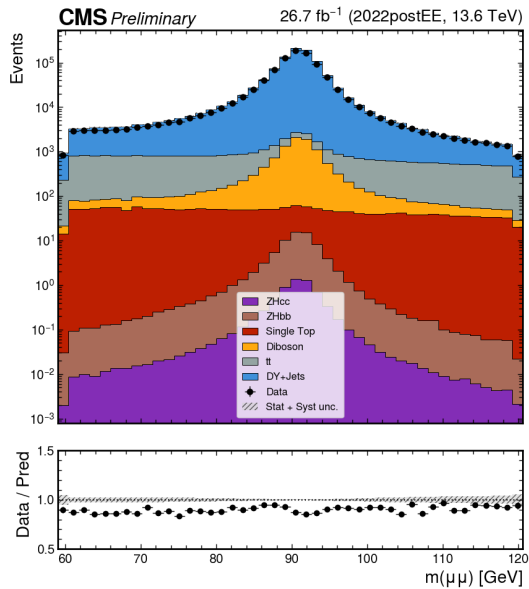 CMS Preliminary 26.7 fb⁻¹ (2022postEE, 13.6 TeV)
Events
10⁵
10⁴
10³
10²
10¹
10⁰
10⁻¹
10⁻²
10⁻³
ZHcc
ZHbb
Single Top
Diboson
tt
DY+Jets
Data
Stat + Syst unc.
Data / Pred
1.5
1.0
0.5
60 70 80 90 100 110 120
m(μμ) [GeV]